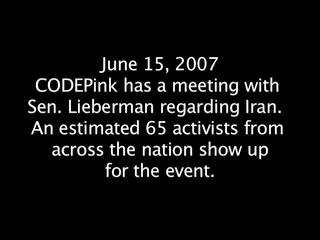 June 15, 2007
CODEPink has a meeting with
Sen. Lieberman regarding Iran.
An estimated 65 activists from
across the nation show up
for the event.